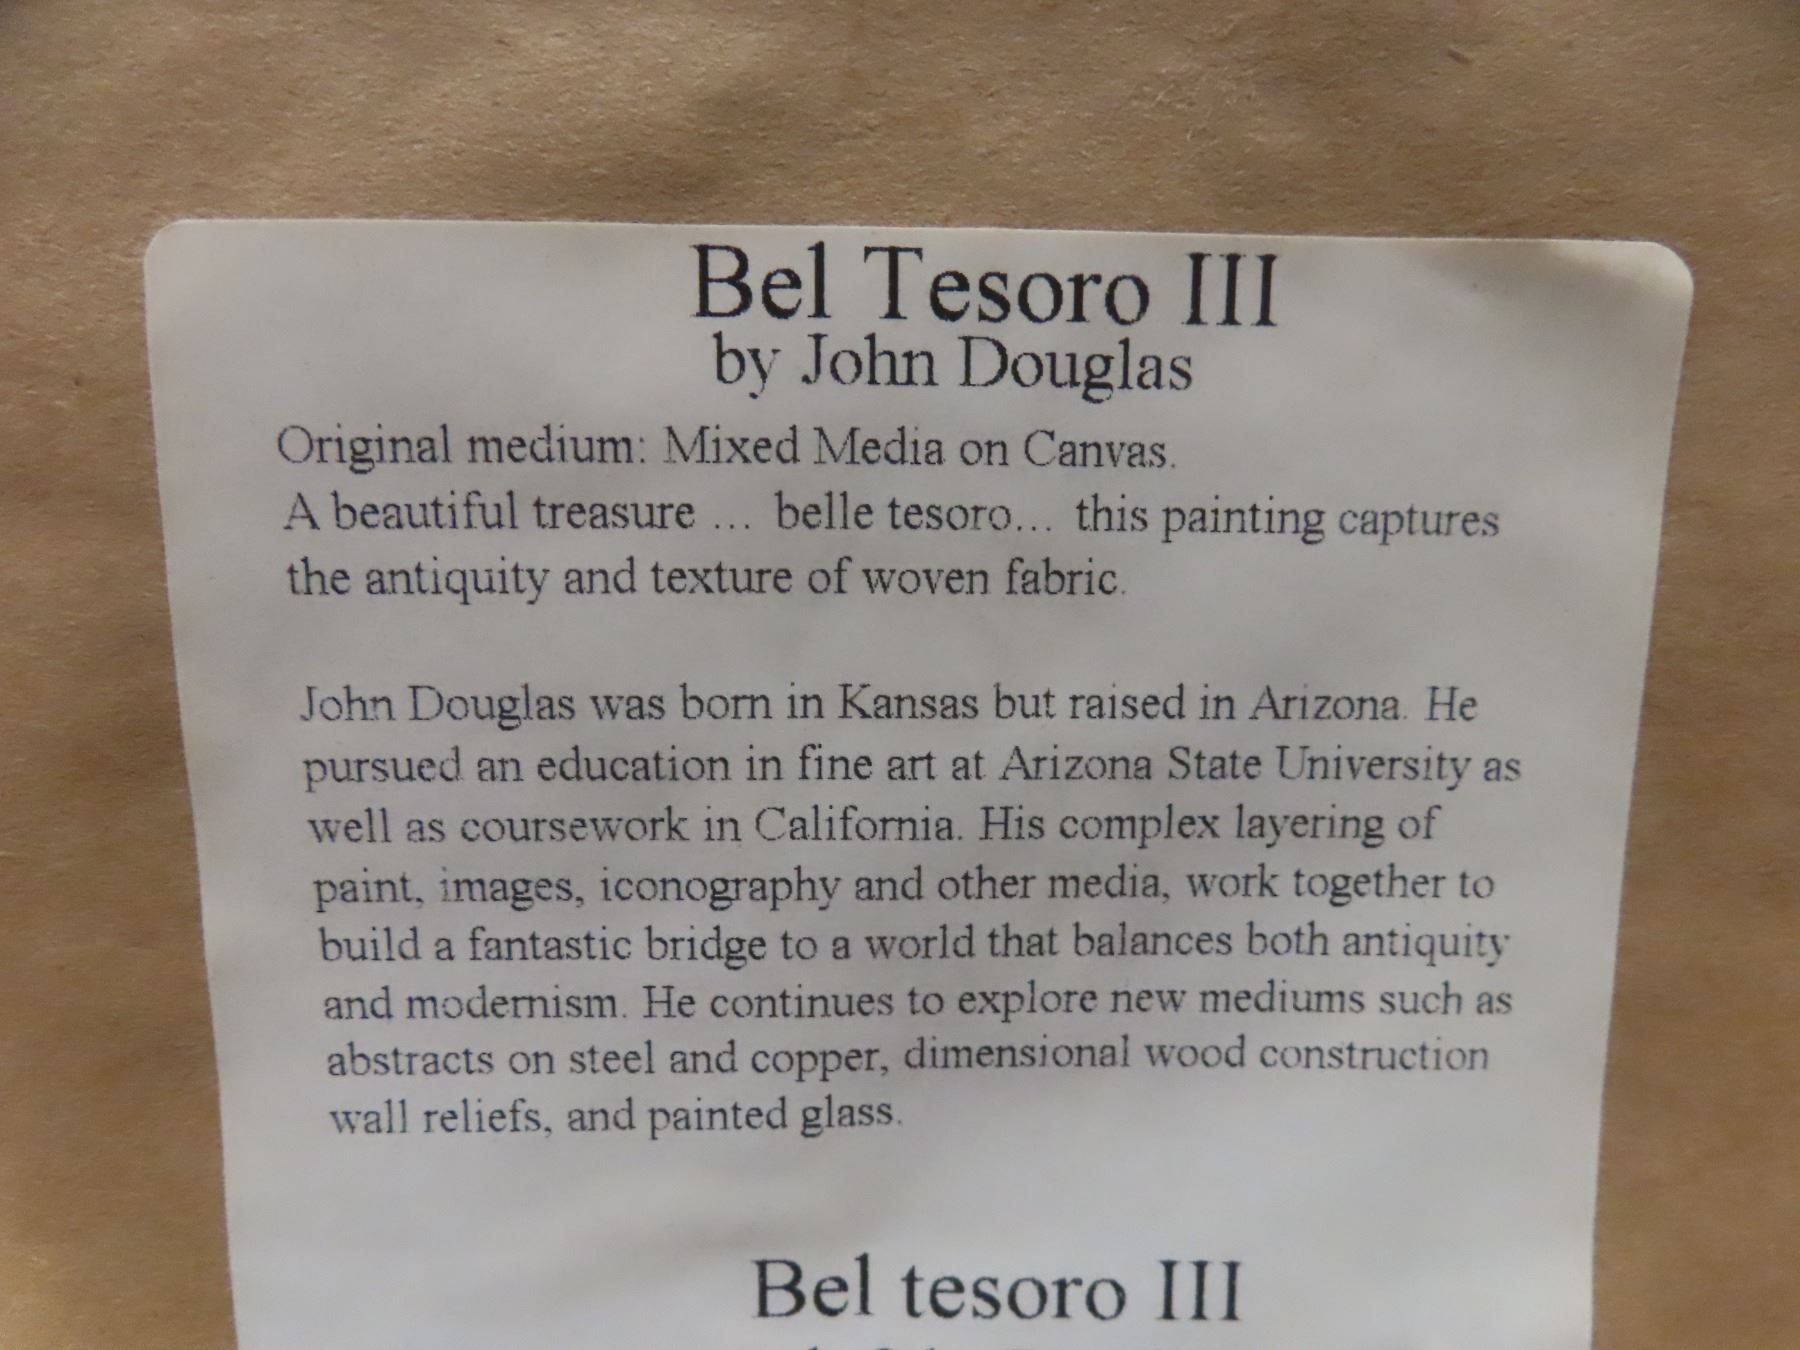 Bel Tesoro III
by John Douglas
Original medium: Mixed Media on Canvas.
A beautiful treasure ... belle tesoro... this painting captures
the antiquity and texture of woven fabric.
John Douglas was born in Kansas but raised in Arizona. He
pursued an education in fine art at Arizona State University as
well as coursework in California. His complex layering of
paint, images, iconography and other media, work together to
build a fantastic bridge to a world that balances both antiquity
and modernism. He continues to explore new mediums such as
abstracts on steel and copper, dimensional wood construction
wall reliefs, and painted glass.
Bel tesoro III